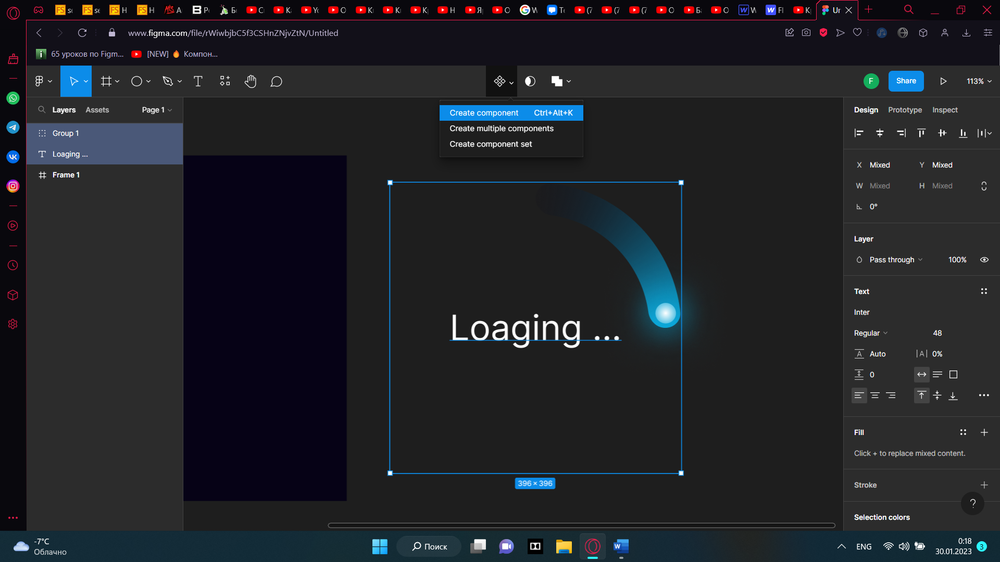 www.figma.com/file/rWiwbjbC5f3CSHnZNjvZtN/Untitled
65 уроков по Figm...
[NEW] 🔥 Компон...
F
Share
113%
Layers
Assets
Page 1
Create component Ctrl+Alt+K
Create multiple components
Create component set
Group 1
Loaging ...
Frame 1
Loaging ...
396 × 396
Design
Prototype
Inspect
X Mixed Y Mixed
W Mixed H Mixed
0°
Layer
Pass through 100%
Text
Inter
Regular 48
Auto 0%
0
Fill
Click + to replace mixed content.
Stroke
?
Selection colors
-7°C
Облачно
Поиск
ENG
0:18
30.01.2023
3